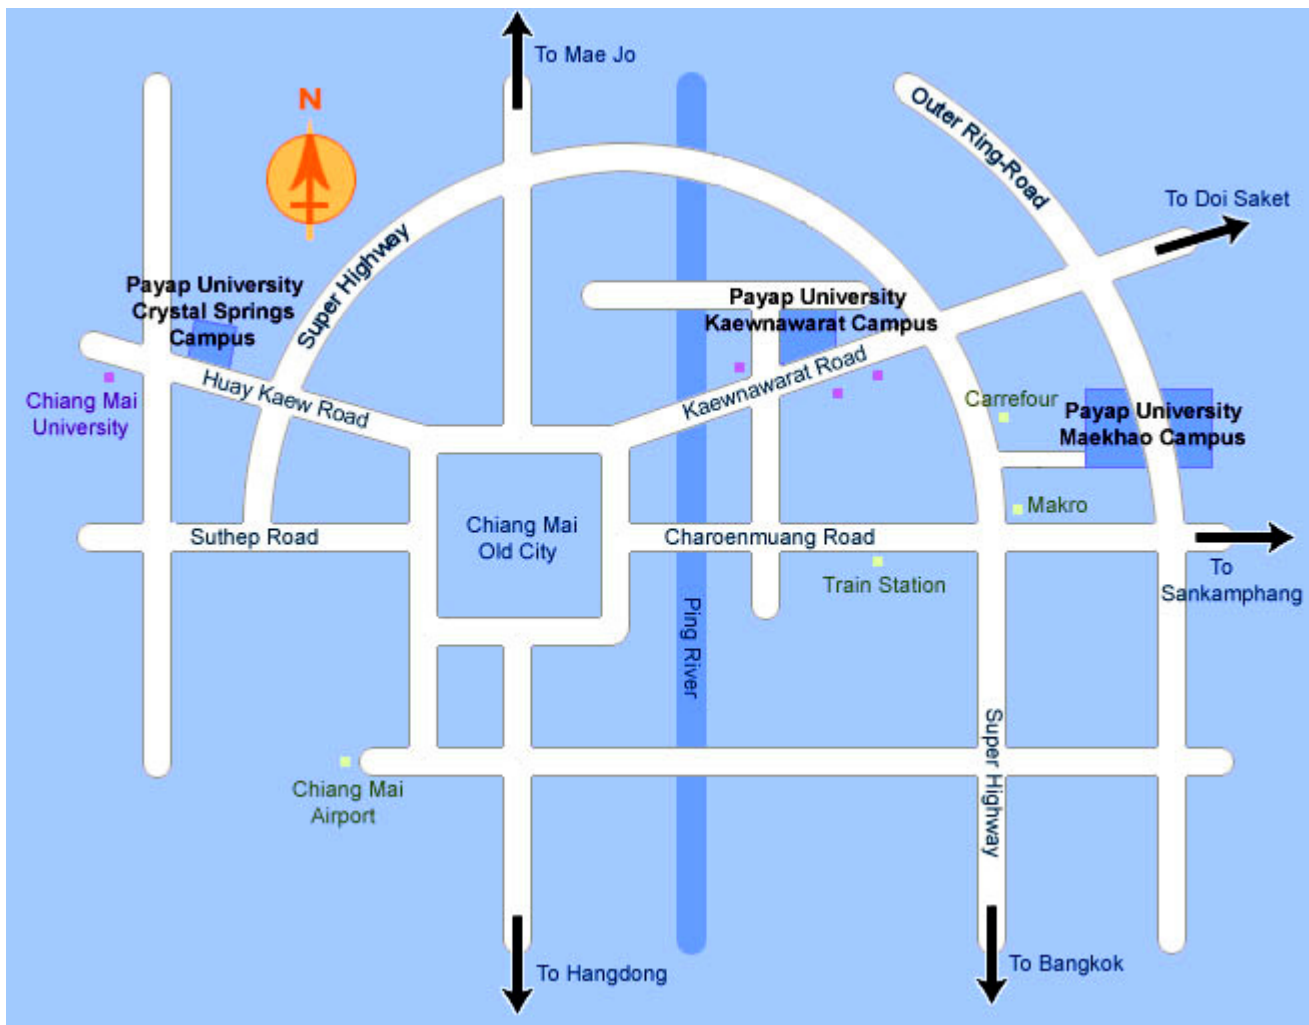 To Mae Jo
N
Outer Ring-Road
To Doi Saket
Super Highway
Payap University
Crystal Springs
Campus
Payap University
Kaewnawarat Campus
Huay Kaew Road
Kaewnawarat Road
Chiang Mai
University
Carrefour
Payap University
Maekhao Campus
Makro
Suthep Road
Chiang Mai
Old City
Charoenmuang Road
Train Station
To
Sankamphang
Ping River
Super Highway
Chiang Mai
Airport
To Hangdong
To Bangkok